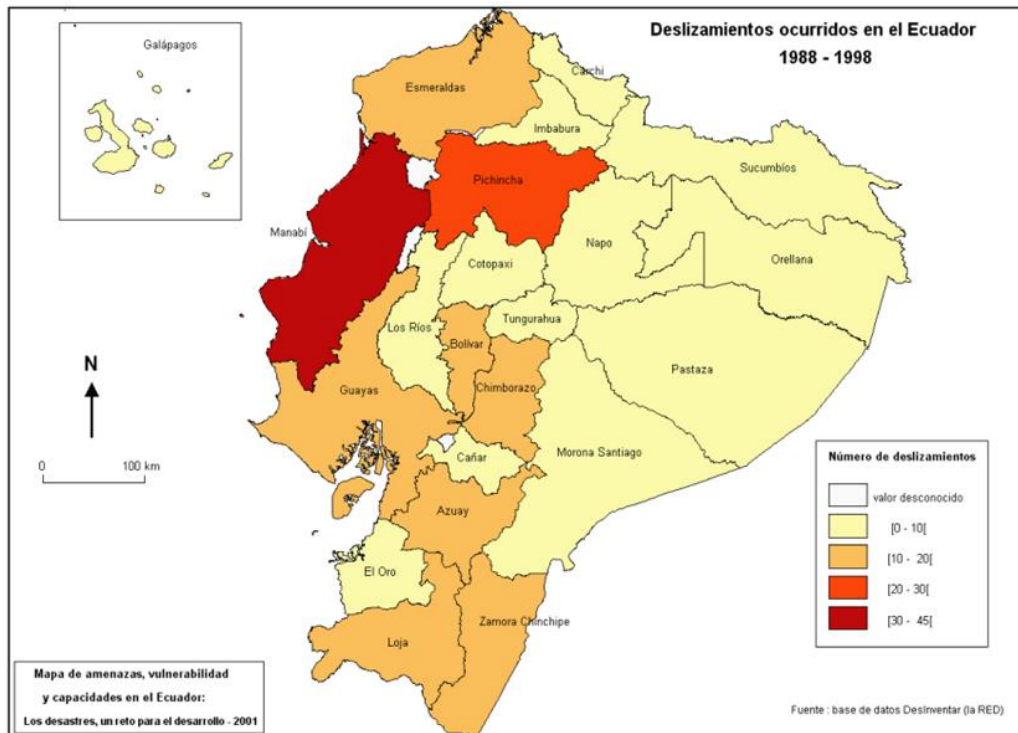 Deslizamientos ocurridos en el Ecuador
1988 - 1998
Galápagos
Carchi
Esmeraldas
Imbabura
Sucumbíos
Pichincha
Manabí
Napo
Orellana
Cotopaxi
Los Ríos
Tungurahua
Bolívar
Pastaza
N
Guayas
Chimborazo
Morona Santiago
Cañar
0 100 km
Azuay
El Oro
Zamora Chinchipe
Loja
Número de deslizamientos
valor desconocido
[0 - 10[
[10 - 20[
[20 - 30[
[30 - 45[
Mapa de amenazas, vulnerabilidad
y capacidades en el Ecuador:
Los desastres, un reto para el desarrollo - 2001
Fuente : base de datos DesInventar (la RED)